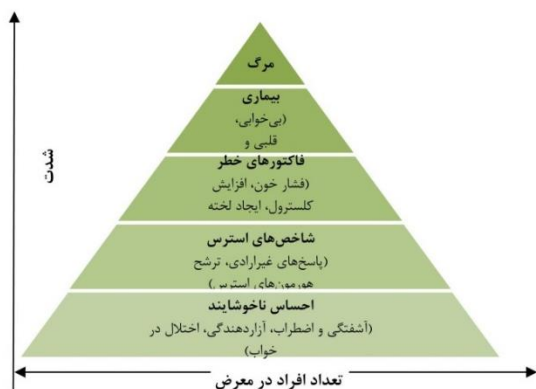 مرگ
بیماری
(بی‌خوابی،
قلبی و
فاکتورهای خطر
(فشار خون، افزایش
کلسترول، ایجاد لخته
شاخص‌های استرس
(پاسخ‌های غیرارادی، ترشح
هورمون‌های استرس)
احساس ناخوشایند
(آشفتگی و اضطراب، آزاردهندگی، اختلال در
خواب)
شدت
تعداد افراد در معرض